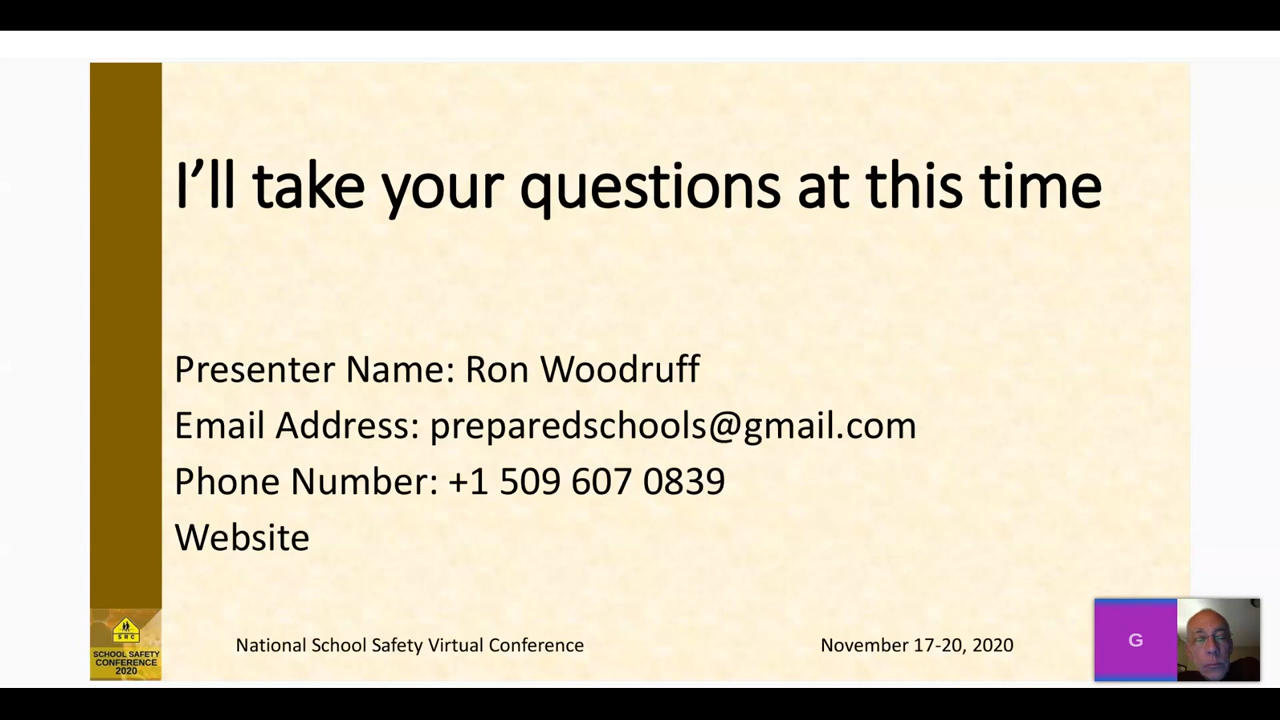 I’ll take your questions at this time
Presenter Name: Ron Woodruff
Email Address: preparedschools@gmail.com
Phone Number: +1 509 607 0839
Website
SRC
SCHOOL SAFETY
CONFERENCE
2020
National School Safety Virtual Conference
November 17-20, 2020
G